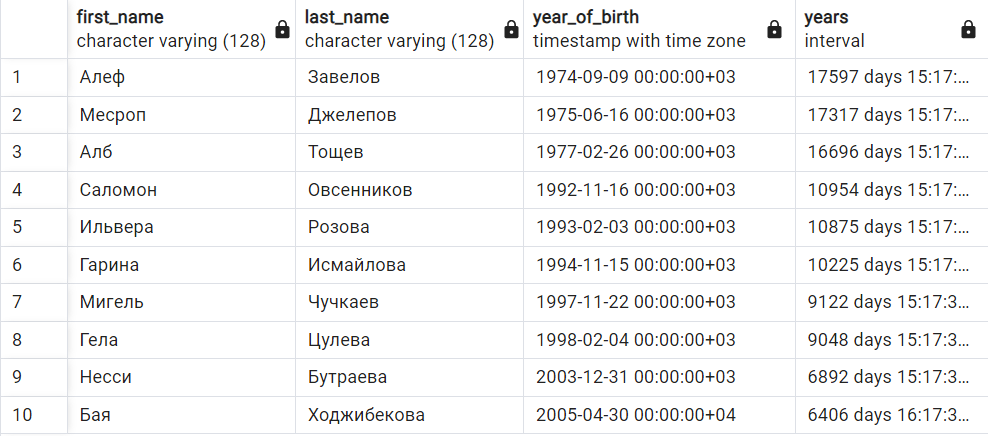 first_name last_name year_of_birth years
character varying (128) character varying (128) timestamp with time zone interval
1 Алеф Завелов 1974-09-09 00:00:00+03 17597 days 15:17:...
2 Месроп Джелепов 1975-06-16 00:00:00+03 17317 days 15:17:...
3 Алб Тощев 1977-02-26 00:00:00+03 16696 days 15:17:...
4 Саломон Овсенников 1992-11-16 00:00:00+03 10954 days 15:17:...
5 Ильвера Розова 1993-02-03 00:00:00+03 10875 days 15:17:...
6 Гарина Исмайлова 1994-11-15 00:00:00+03 10225 days 15:17:...
7 Мигель Чучкаев 1997-11-22 00:00:00+03 9122 days 15:17:3...
8 Гела Цулева 1998-02-04 00:00:00+03 9048 days 15:17:3...
9 Несси Бутраева 2003-12-31 00:00:00+03 6892 days 15:17:3...
10 Бая Ходжибекова 2005-04-30 00:00:00+04 6406 days 16:17:3...